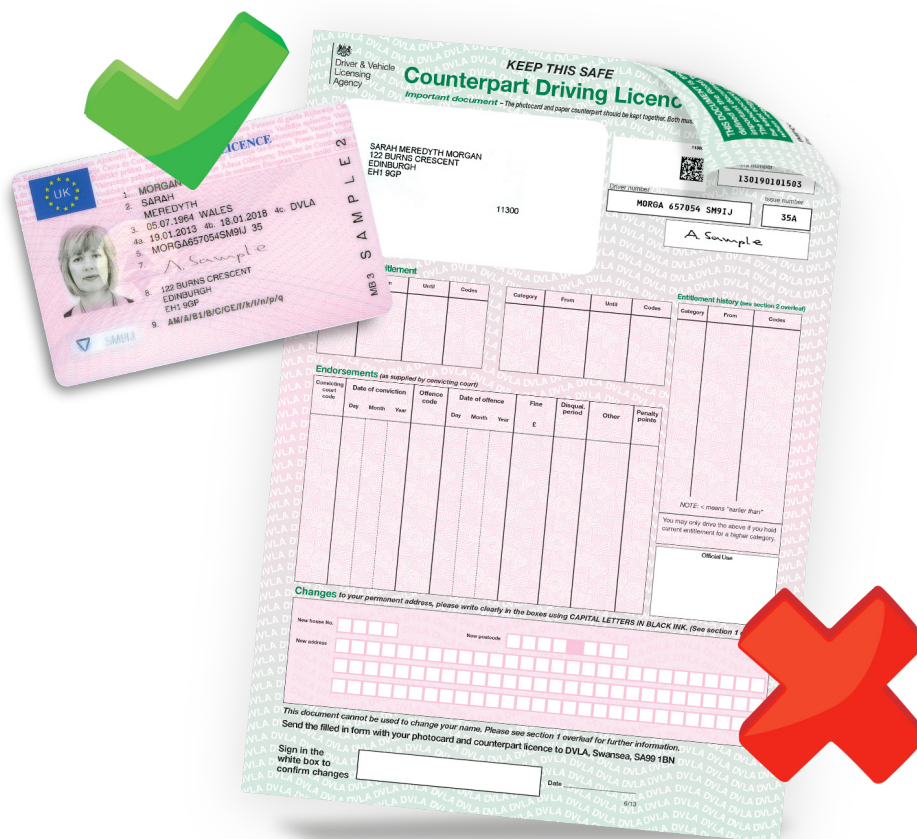 LICENCE
UK
1. MORGAN
2. SARAH
MEREDYTH
3. 05.07.1964 WALES
4a. 19.01.2013 4b. 18.01.2018 4c. DVLA
5. MORGA657054SM9IJ 35
7. A. Sample
8. 122 BURNS CRESCENT
EDINBURGH
EH1 9GP
9. AM/A/B1/B/C/CE/f/k/l/n/p/q
MB3 SAMPLE 2
Driver & Vehicle
Licensing
Agency
KEEP THIS SAFE
Counterpart Driving Licenc
Important document – The photocard and paper counterpart should be kept together. Both mus
SARAH MEREDYTH MORGAN
122 BURNS CRESCENT
EDINBURGH
EH1 9GP
11300
THIS DOCUMENT
130190101503
Driver number
MORGA 657054 SM9IJ
Issue number
35A
A. Sample
itlement
Until Codes
Category From Until Codes
Entitlement history (see section 2 overleaf)
Category From Codes
Endorsements (as supplied by convicting court)
Convicting court code
Date of conviction
Day Month Year
Offence code
Date of offence
Day Month Year
Fine £
Disqual. period
Other
Penalty points
NOTE: < means "earlier than"
You may only drive the above if you hold
current entitlement for a higher category.
Official Use
Changes to your permanent address, please write clearly in the boxes using CAPITAL LETTERS IN BLACK INK. (See section 1
New house No.
New postcode
New address
This document cannot be used to change your name. Please see section 1 overleaf for further information.
Send the filled in form with your photocard and counterpart licence to DVLA, Swansea, SA99 1BN
Sign in the
white box to
confirm changes
Date
6/13